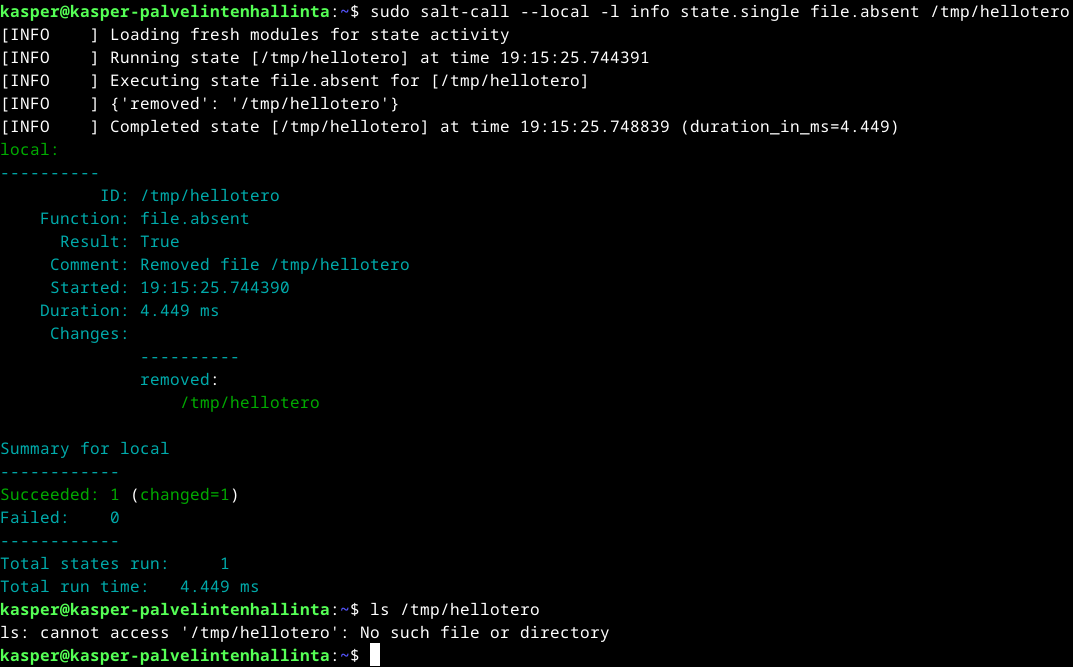 kasper@kasper-palvelintenhallinta:~$ sudo salt-call --local -l info state.single file.absent /tmp/hellotero
[INFO    ] Loading fresh modules for state activity
[INFO    ] Running state [/tmp/hellotero] at time 19:15:25.744391
[INFO    ] Executing state file.absent for [/tmp/hellotero]
[INFO    ] {'removed': '/tmp/hellotero'}
[INFO    ] Completed state [/tmp/hellotero] at time 19:15:25.748839 (duration_in_ms=4.449)
local:
----------
          ID: /tmp/hellotero
    Function: file.absent
      Result: True
     Comment: Removed file /tmp/hellotero
     Started: 19:15:25.744390
    Duration: 4.449 ms
     Changes:
              ----------
              removed:
                  /tmp/hellotero

Summary for local
------------
Succeeded: 1 (changed=1)
Failed:    0
------------
Total states run:     1
Total run time:   4.449 ms
kasper@kasper-palvelintenhallinta:~$ ls /tmp/hellotero
ls: cannot access '/tmp/hellotero': No such file or directory
kasper@kasper-palvelintenhallinta:~$